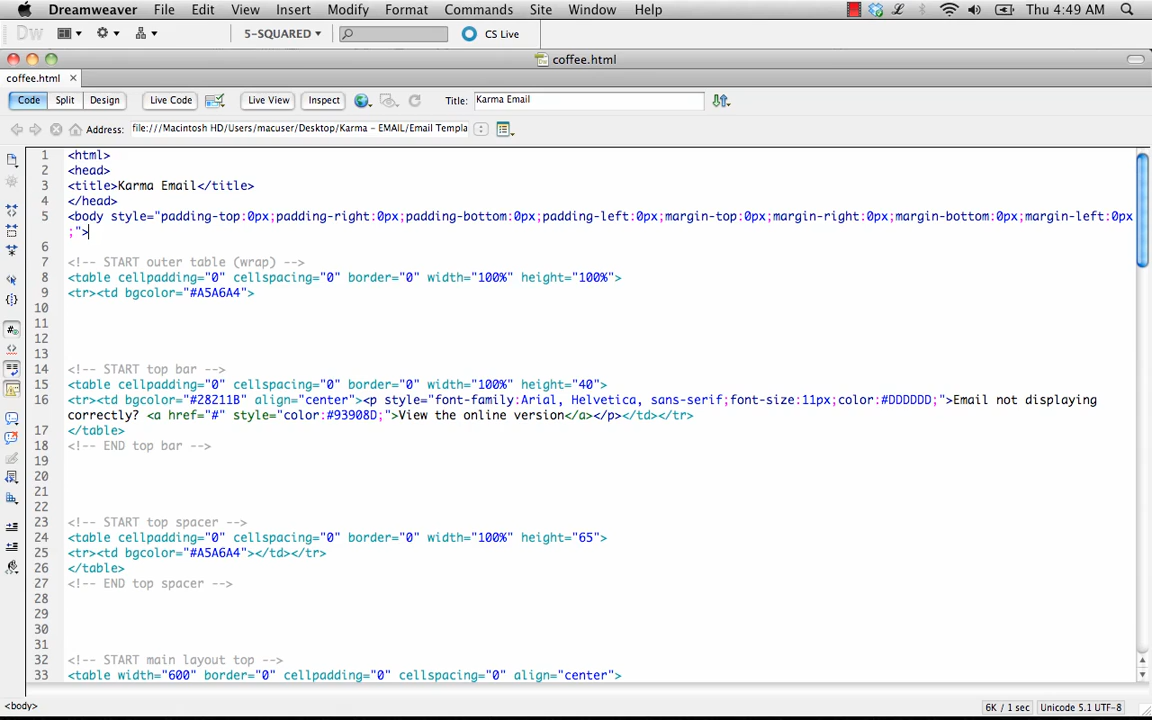 Dreamweaver File Edit View Insert Modify Format Commands Site Window Help Thu 4:49 AM
Dw 5-SQUARED CS Live
coffee.html
coffee.html
Code Split Design Live Code Live View Inspect Title: Karma Email
Address: file:///Macintosh HD/Users/macuser/Desktop/Karma - EMAIL/Email Templa
1 <html>
2 <head>
3 <title>Karma Email</title>
4 </head>
5 <body style="padding-top:0px;padding-right:0px;padding-bottom:0px;padding-left:0px;margin-top:0px;margin-right:0px;margin-bottom:0px;margin-left:0px
;">
6
7 <!-- START outer table (wrap) -->
8 <table cellpadding="0" cellspacing="0" border="0" width="100%" height="100%">
9 <tr><td bgcolor="#A5A6A4">
10
11
12
13
14 <!-- START top bar -->
15 <table cellpadding="0" cellspacing="0" border="0" width="100%" height="40">
16 <tr><td bgcolor="#28211B" align="center"><p style="font-family:Arial, Helvetica, sans-serif;font-size:11px;color:#DDDDDD;">Email not displaying
correctly? <a href="#" style="color:#93908D;">View the online version</a></p></td></tr>
17 </table>
18 <!-- END top bar -->
19
20
21
22
23 <!-- START top spacer -->
24 <table cellpadding="0" cellspacing="0" border="0" width="100%" height="65">
25 <tr><td bgcolor="#A5A6A4"></td></tr>
26 </table>
27 <!-- END top spacer -->
28
29
30
31
32 <!-- START main layout top -->
33 <table width="600" border="0" cellpadding="0" cellspacing="0" align="center">
<body> 6K / 1 sec Unicode 5.1 UTF-8